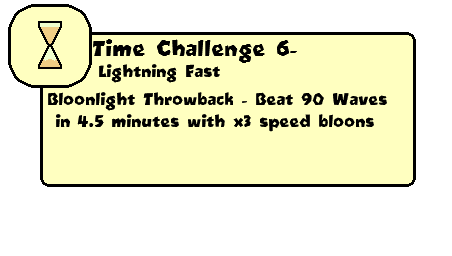 Time Challenge 6-
Lightning Fast
Bloonlight Throwback - Beat 90 Waves
in 4.5 minutes with x3 speed bloons